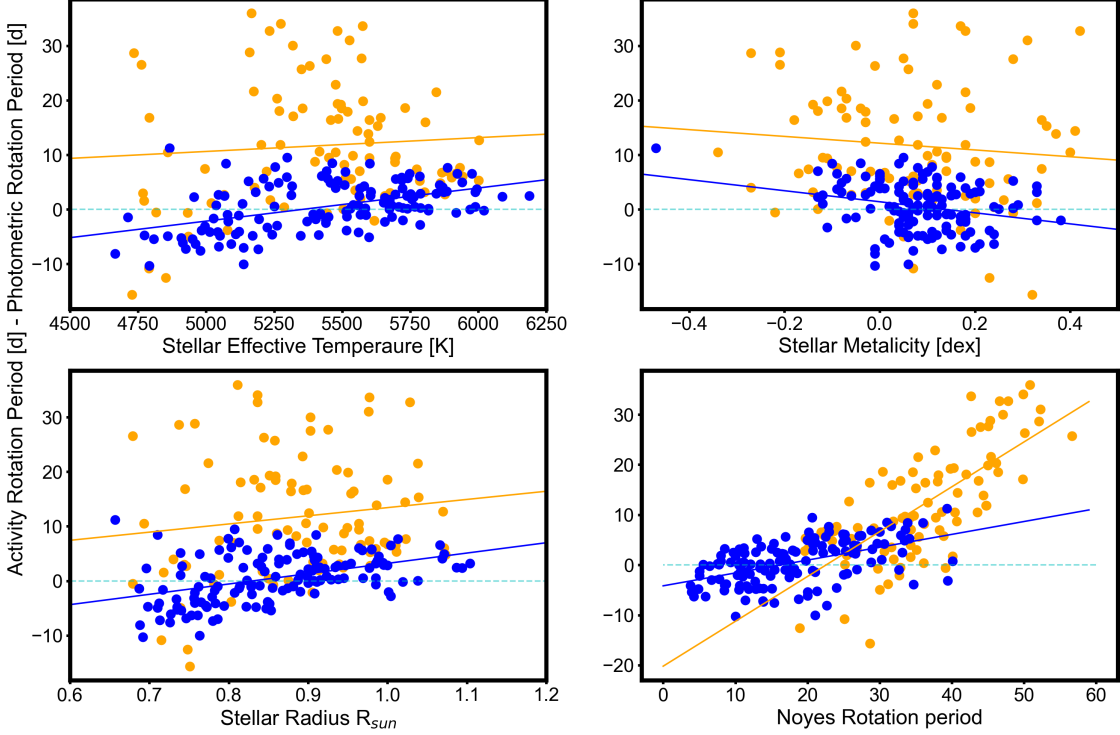 Activity Rotation Period [d] - Photometric Rotation Period [d]
30
20
10
0
−10
4500 4750 5000 5250 5500 5750 6000 6250
Stellar Effective Temperaure [K]
30
20
10
0
−10
−0.4 −0.2 0.0 0.2 0.4
Stellar Metalicity [dex]
30
20
10
0
−10
0.6 0.7 0.8 0.9 1.0 1.1 1.2
Stellar Radius R_sun
30
20
10
0
−10
−20
0 10 20 30 40 50 60
Noyes Rotation period